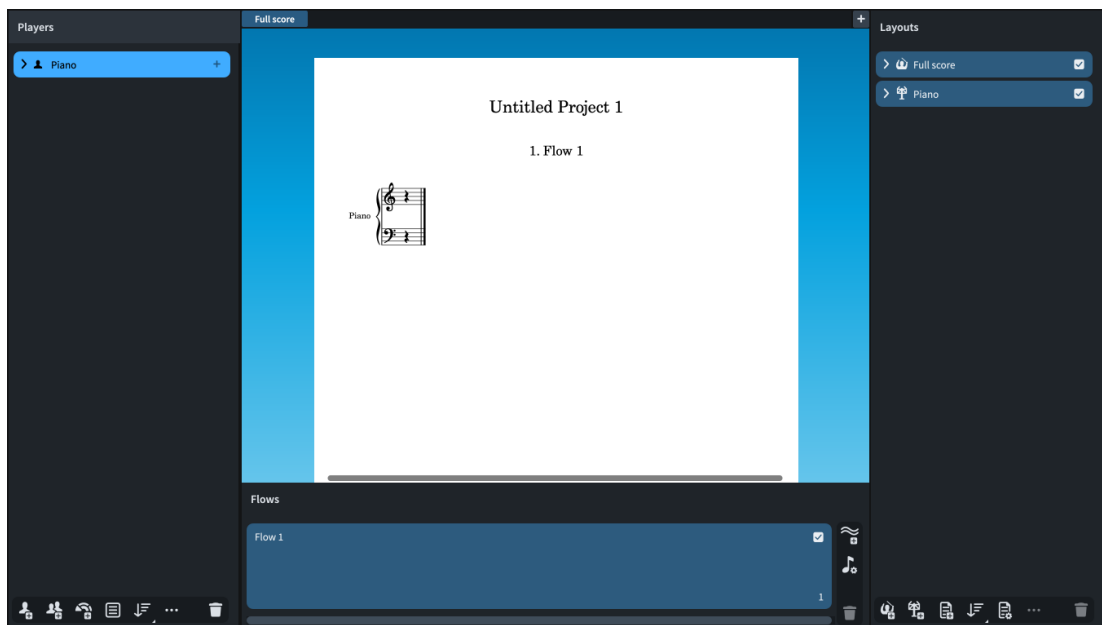 Players
Full score
+
Layouts
Piano
+
Full score
Piano
Untitled Project 1
1. Flow 1
Piano
Flows
Flow 1
1